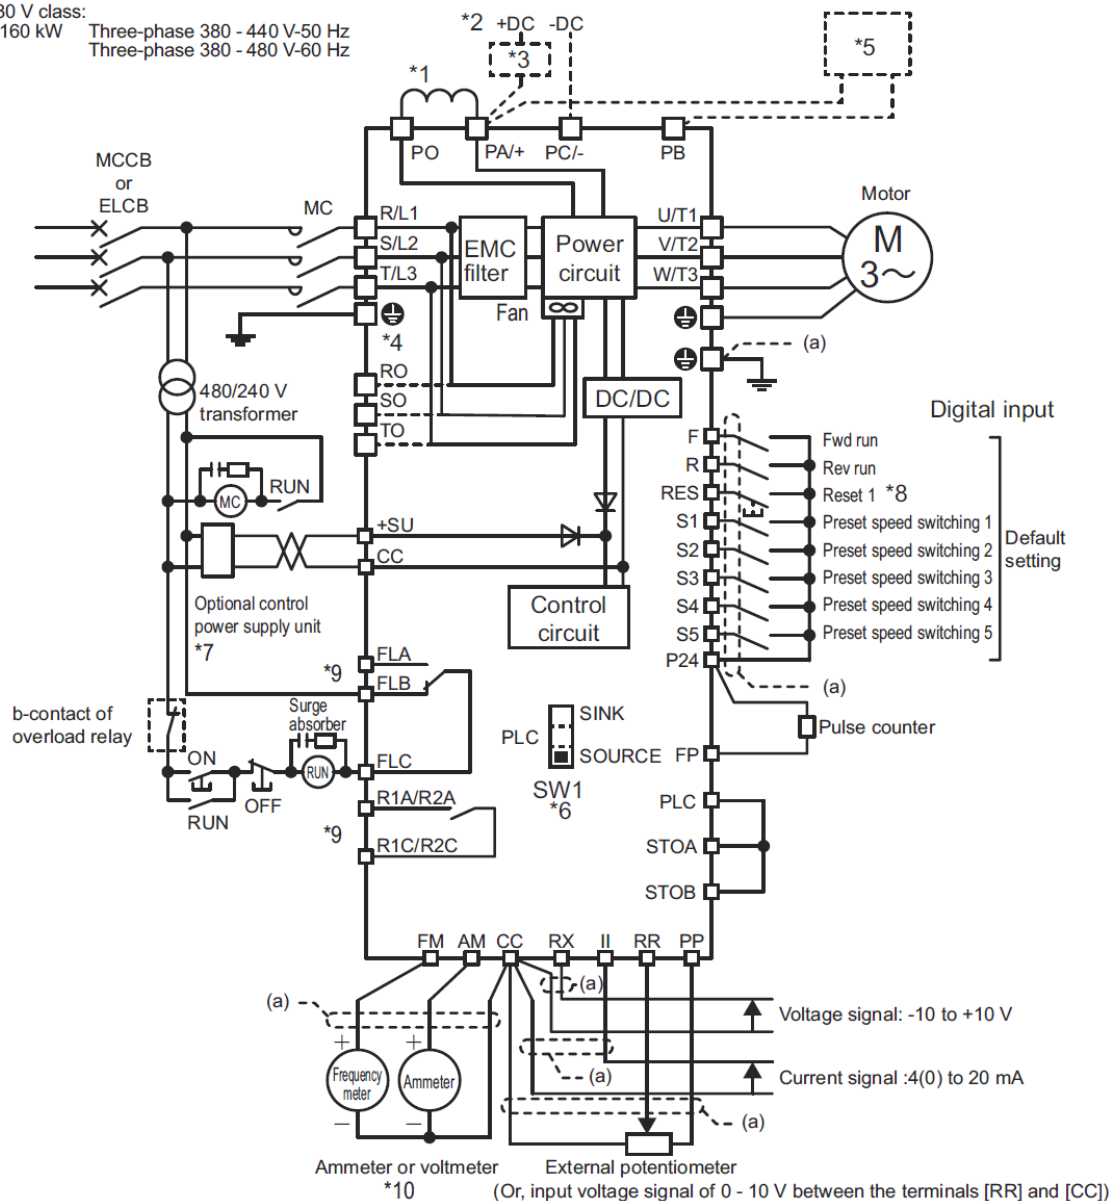 30 V class:
160 kW Three-phase 380 - 440 V-50 Hz
Three-phase 380 - 480 V-60 Hz
*2 +DC -DC
*3
*5
*1
PO PA/+ PC/- PB
MCCB
or
ELCB
MC
R/L1
S/L2
T/L3
EMC
filter
Power
circuit
Fan
U/T1
V/T2
W/T3
Motor
M
3～
*4
(a)
RO
SO
TO
480/240 V
transformer
DC/DC
Digital input
F Fwd run
R Rev run
RES Reset 1 *8
S1 Preset speed switching 1
S2 Preset speed switching 2
S3 Preset speed switching 3
S4 Preset speed switching 4
S5 Preset speed switching 5
P24
Default
setting
(a)
MC
RUN
+SU
CC
Optional control
power supply unit
*7
Control
circuit
*9
FLA
FLB
FLC
b-contact of
overload relay
Surge
absorber
ON
RUN
OFF
RUN
SINK
PLC
SOURCE
SW1
*6
FP
Pulse counter
R1A/R2A
*9
R1C/R2C
PLC
STOA
STOB
FM AM CC RX II RR PP
(a)
(a)
Voltage signal: -10 to +10 V
(a)
Current signal :4(0) to 20 mA
(a)
+ +
Frequency
meter
Ammeter
− −
Ammeter or voltmeter
*10
External potentiometer
(Or, input voltage signal of 0 - 10 V between the terminals [RR] and [CC])